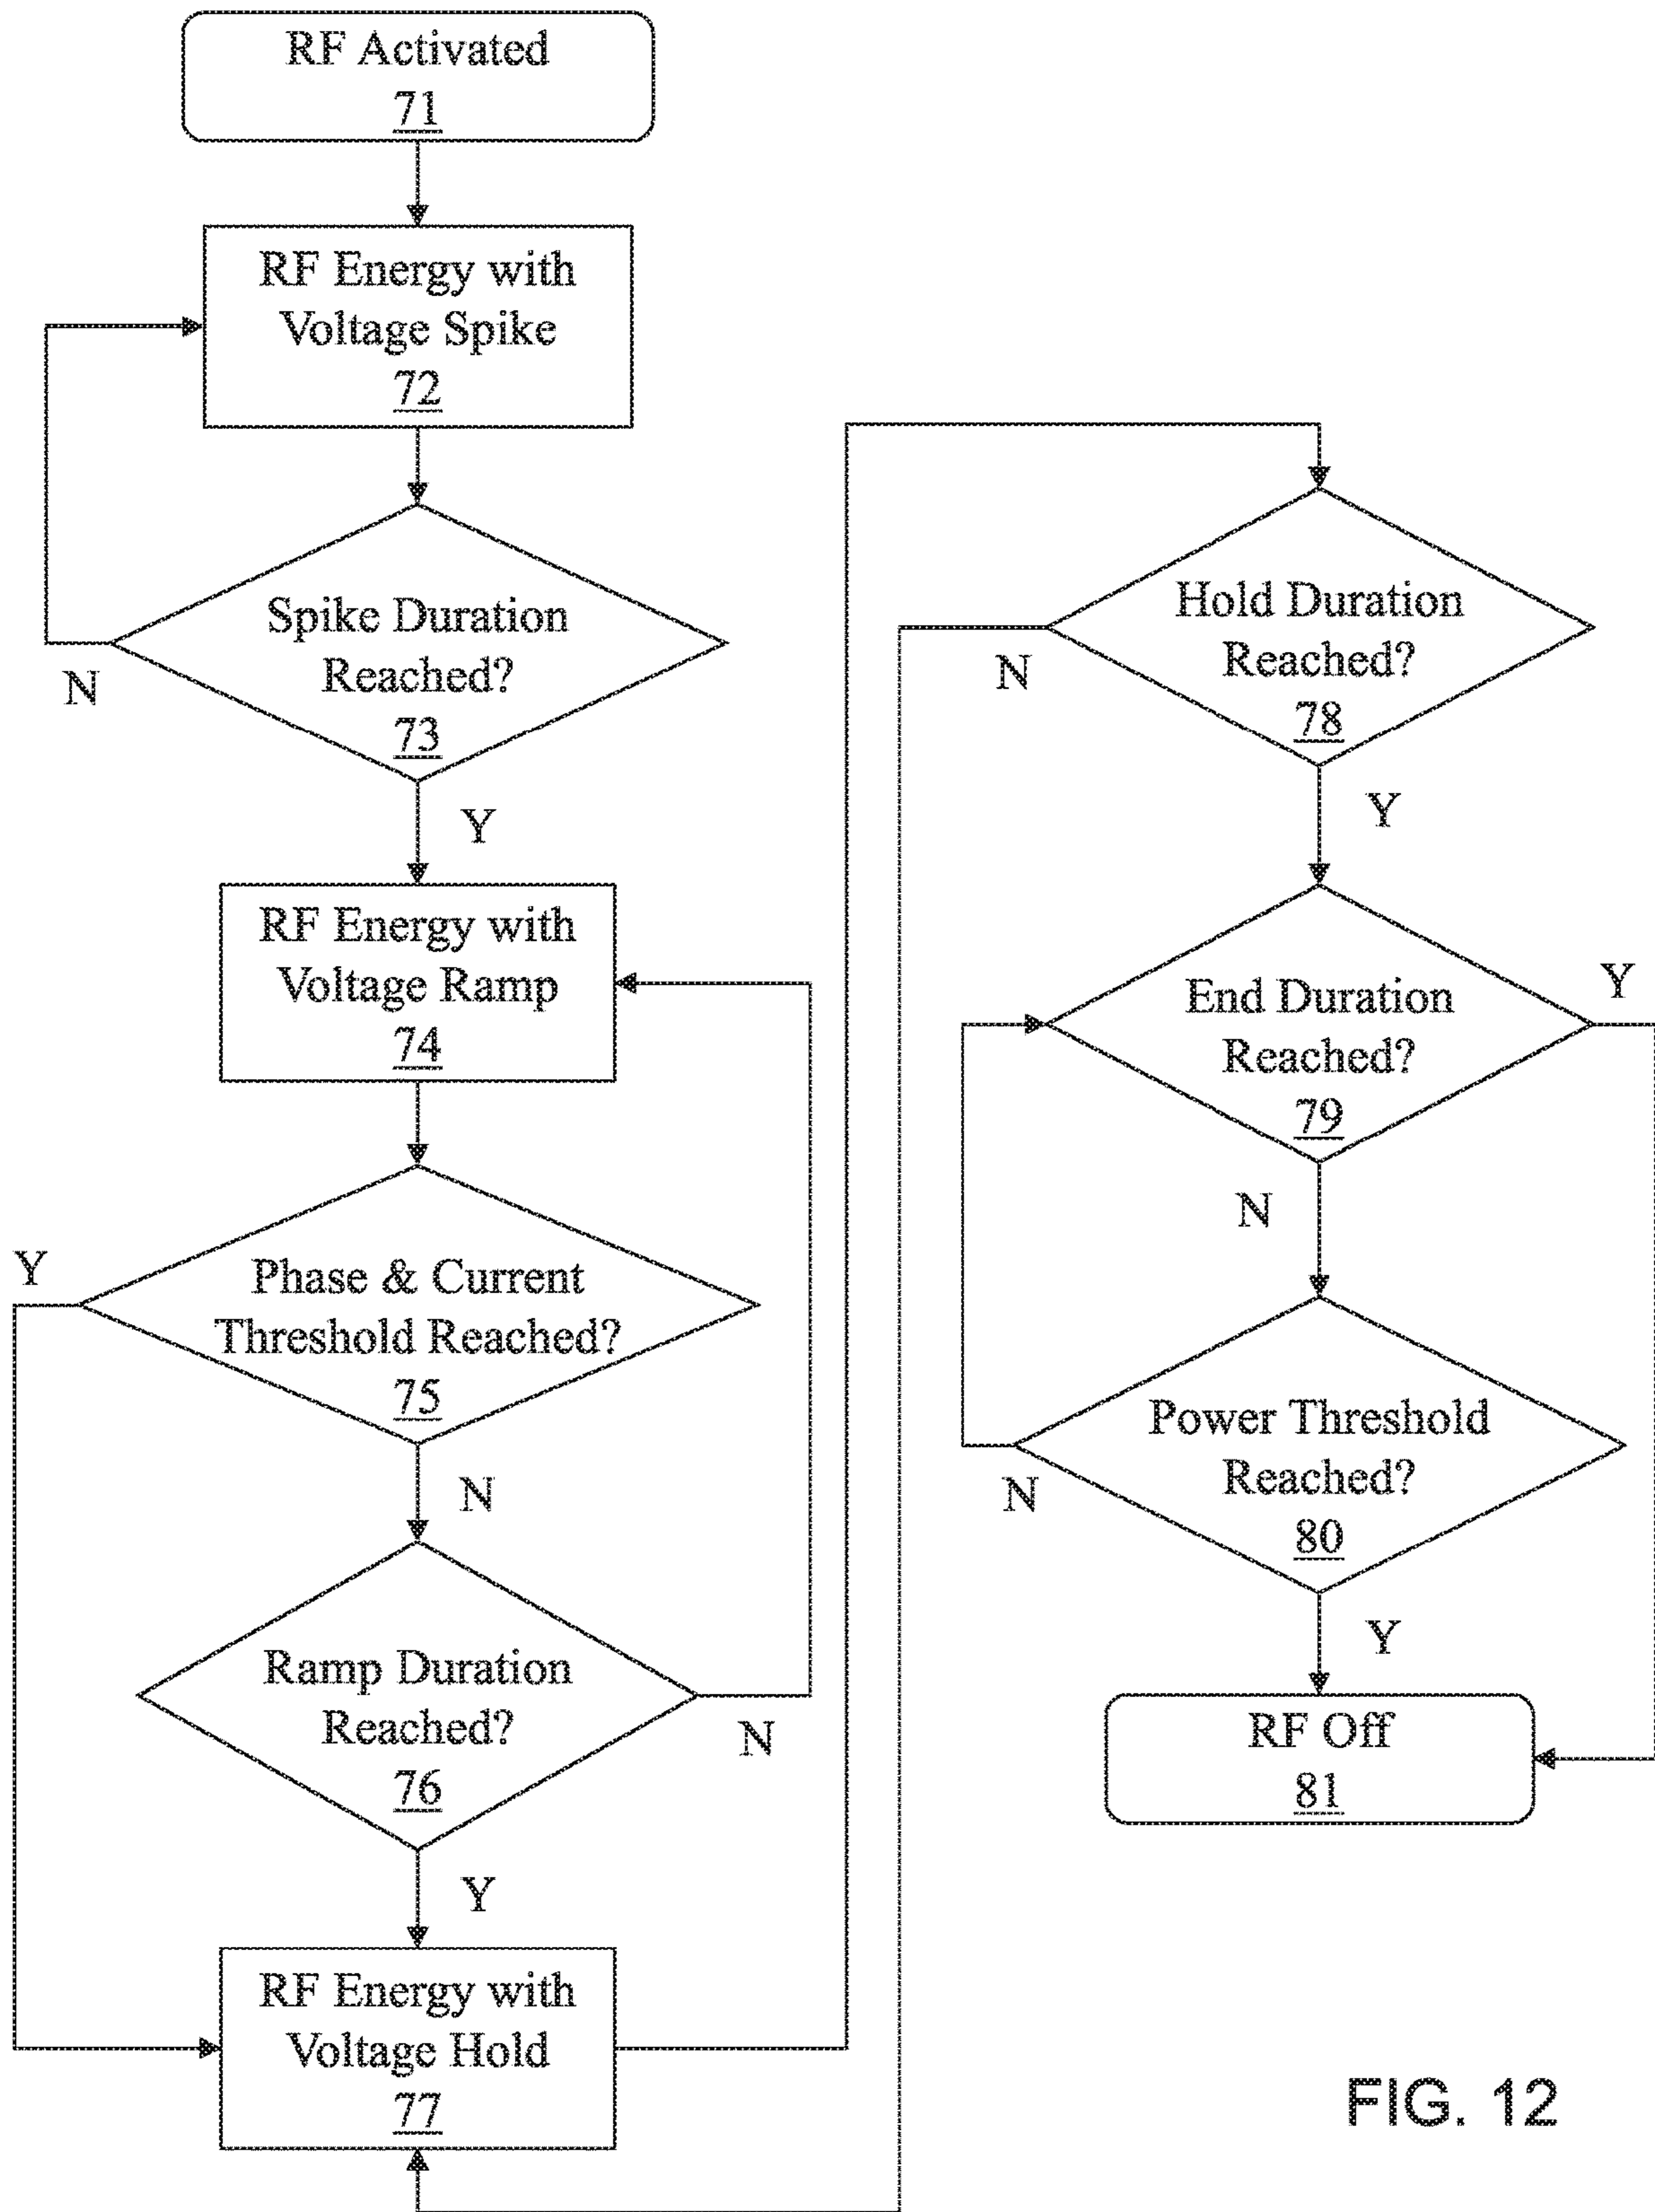 RF Activated
71
RF Energy with
Voltage Spike
72
Spike Duration
Reached?
73
N
Y
RF Energy with
Voltage Ramp
74
Phase & Current
Threshold Reached?
75
Y
N
Ramp Duration
Reached?
76
N
Y
RF Energy with
Voltage Hold
77
Hold Duration
Reached?
78
N
Y
End Duration
Reached?
79
Y
N
Power Threshold
Reached?
80
N
Y
RF Off
81
FIG. 12